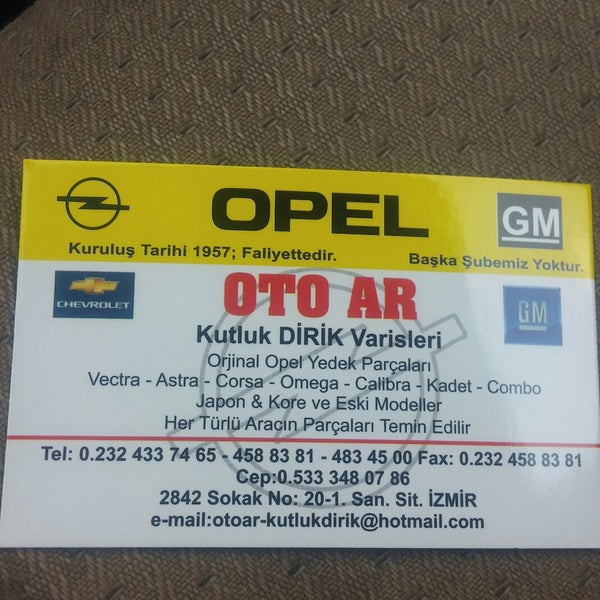 OPEL
GM
Kuruluş Tarihi 1957; Faliyettedir.
Başka Şubemiz Yoktur.
CHEVROLET
OTO AR
GM
Kutluk DİRİK Varisleri
Orjinal Opel Yedek Parçaları
Vectra - Astra - Corsa - Omega - Calibra - Kadet - Combo
Japon & Kore ve Eski Modeller
Her Türlü Aracın Parçaları Temin Edilir
Tel: 0.232 433 74 65 - 458 83 81 - 483 45 00 Fax: 0.232 458 83 81
Cep:0.533 348 07 86
2842 Sokak No: 20-1. San. Sit. İZMİR
e-mail:otoar-kutlukdirik@hotmail.com